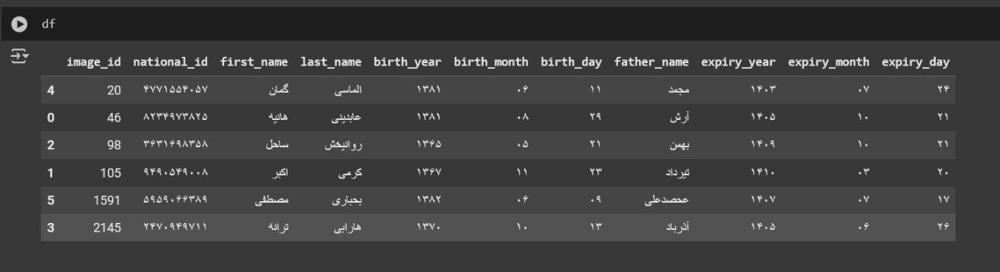 df
image_id national_id first_name last_name birth_year birth_month birth_day father_name expiry_year expiry_month expiry_day
4 20 ۴۷۷۱۵۵۴۰۵۷ گمان الماسی ۱۳۸۱ ۰۶ ۱۱ مجمد ۱۴۰۳ ۰۷ ۲۴
0 46 ۸۲۳۴۹۷۳۸۲۵ هانیه عابدینی ۱۳۸۱ ۰۸ ۲۹ آرش ۱۴۰۵ ۱۰ ۲۱
2 98 ۳۶۳۱۶۹۸۳۵۸ ساحل روانبخش ۱۳۶۵ ۰۵ ۲۱ بهمن ۱۴۰۹ ۱۰ ۲۱
1 105 ۹۴۹۰۵۴۹۰۰۸ اکبر کرمی ۱۳۶۷ ۱۱ ۲۳ تیرداد ۱۴۱۰ ۰۳ ۲۰
5 1591 ۵۹۵۹۰۶۶۳۸۹ مصطفی بحباری ۱۳۸۲ ۰۶ ۰۹ عحصدعلی ۱۴۰۷ ۰۷ ۱۷
3 2145 ۲۴۷۰۹۴۹۷۱۱ ترانه هارابی ۱۳۷۰ ۱۰ ۱۳ آذرباد ۱۴۰۵ ۰۶ ۲۶